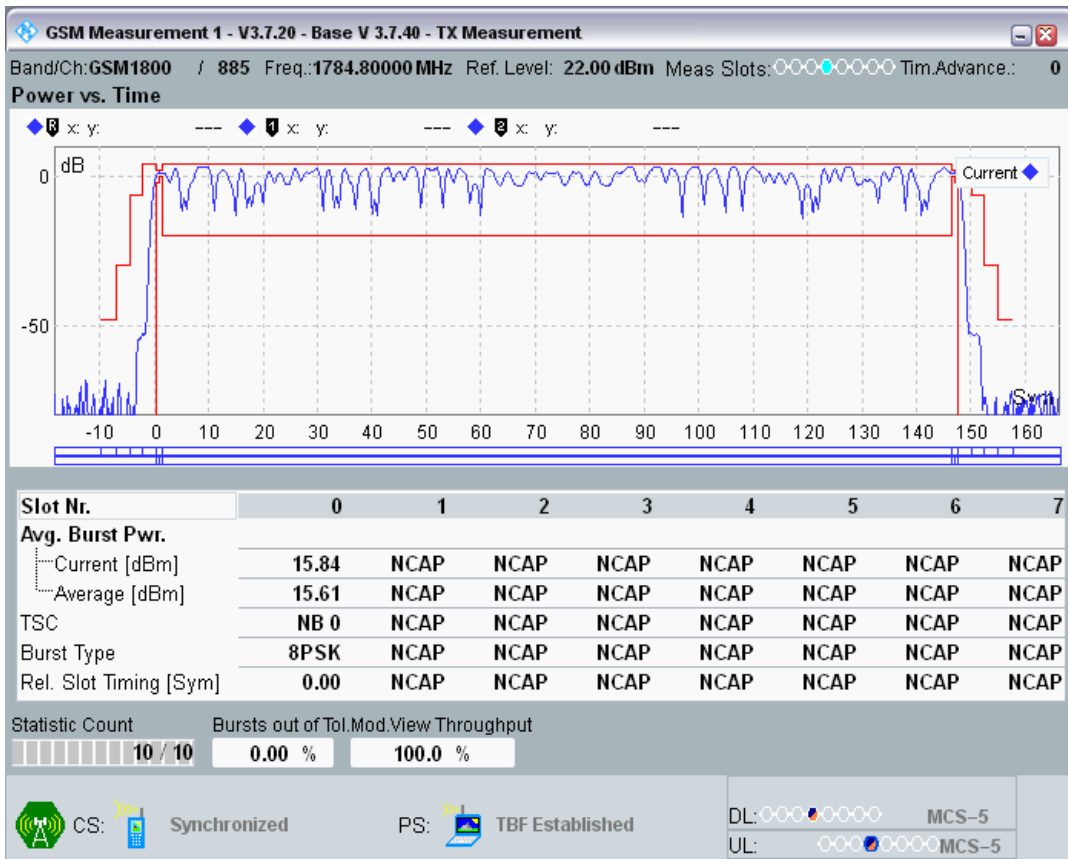 GSM Measurement 1 - V3.7.20 - Base V 3.7.40 - TX Measurement
Band/Ch:GSM1800 / 885 Freq.:1784.80000 MHz Ref. Level: 22.00 dBm Meas Slots: Tim.Advance.: 0
Power vs. Time
R x: y: --- 1 x: y: --- 2 x: y: ---
dB
Current
0
-50
Sym
-10 0 10 20 30 40 50 60 70 80 90 100 110 120 130 140 150 160
Slot Nr. 0 1 2 3 4 5 6 7
Avg. Burst Pwr.
Current [dBm] 15.84 NCAP NCAP NCAP NCAP NCAP NCAP NCAP
Average [dBm] 15.61 NCAP NCAP NCAP NCAP NCAP NCAP NCAP
TSC NB 0 NCAP NCAP NCAP NCAP NCAP NCAP NCAP
Burst Type 8PSK NCAP NCAP NCAP NCAP NCAP NCAP NCAP
Rel. Slot Timing [Sym] 0.00 NCAP NCAP NCAP NCAP NCAP NCAP NCAP
Statistic Count Bursts out of Tol.Mod.View Throughput
10 / 10 0.00 % 100.0 %
CS: Synchronized PS: TBF Established
DL: MCS-5
UL: MCS-5